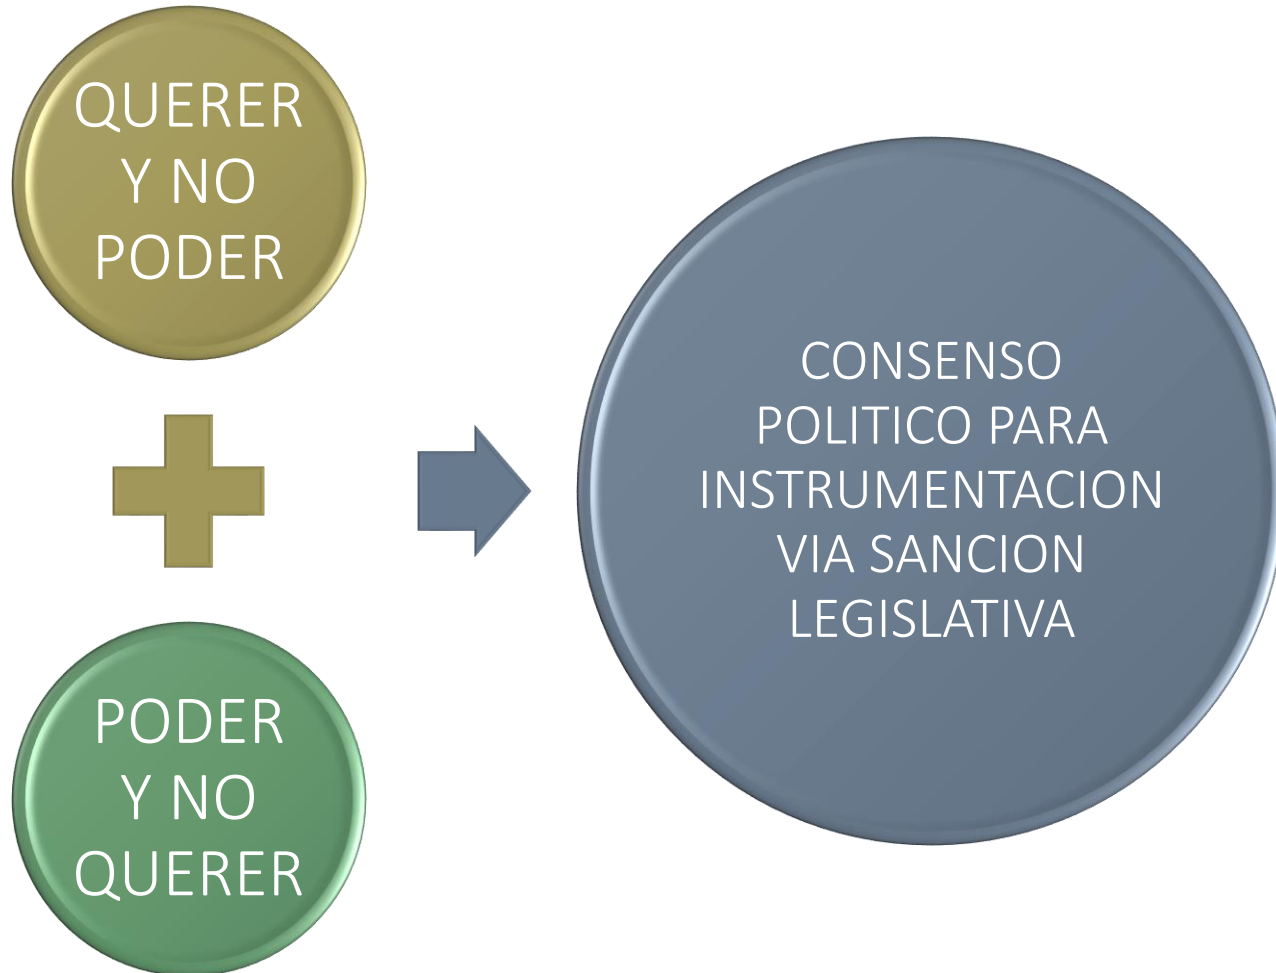 QUERER
Y NO
PODER
PODER
Y NO
QUERER
CONSENSO
POLITICO PARA
INSTRUMENTACION
VIA SANCION
LEGISLATIVA